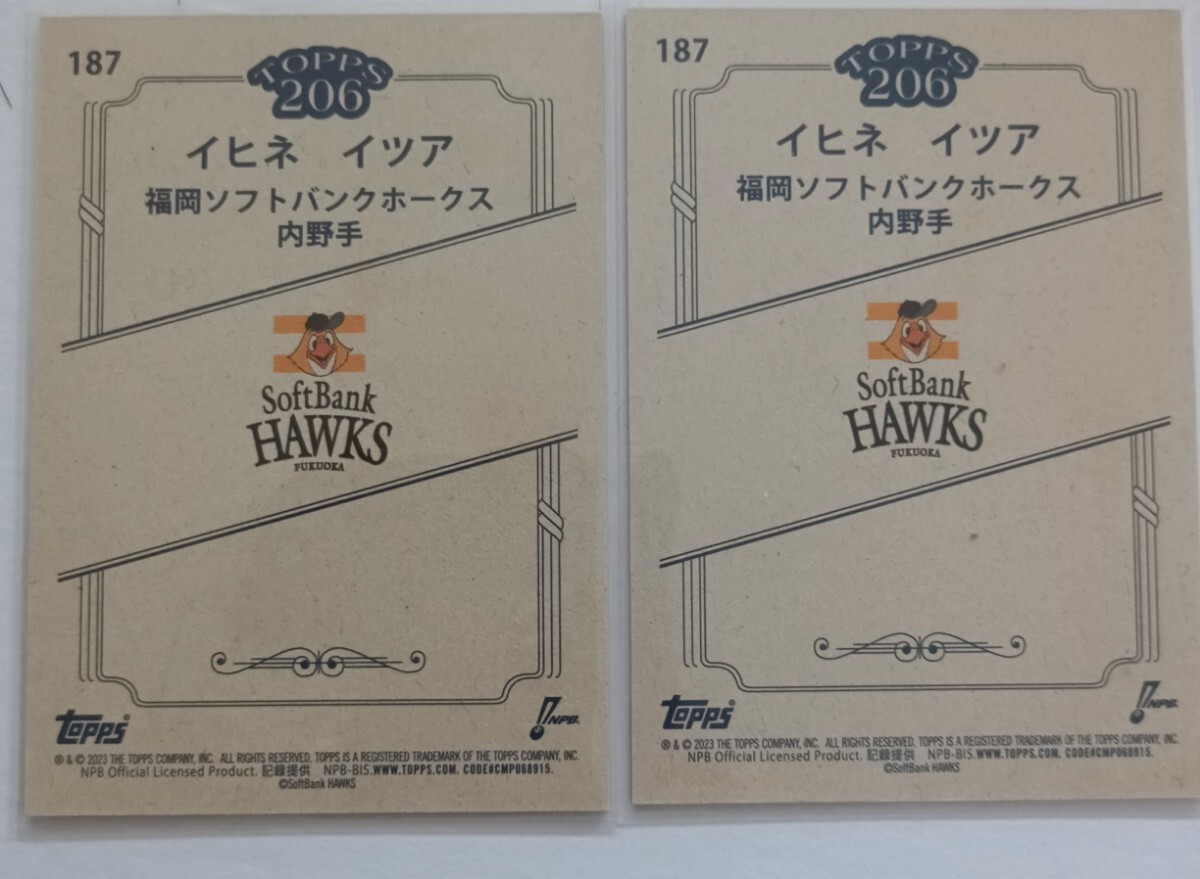 187
TOPPS
206
イヒネ　イツア
福岡ソフトバンクホークス
内野手
SoftBank
HAWKS
FUKUOKA
topps
NPB
® & © 2023 THE TOPPS COMPANY, INC. ALL RIGHTS RESERVED. TOPPS IS A REGISTERED TRADEMARK OF THE TOPPS COMPANY, INC.
NPB Official Licensed Product. 記録提供 NPB-BIS.WWW.TOPPS.COM. CODE#CMP068915.
©SoftBank HAWKS
187
TOPPS
206
イヒネ　イツア
福岡ソフトバンクホークス
内野手
SoftBank
HAWKS
FUKUOKA
topps
NPB
® & © 2023 THE TOPPS COMPANY, INC. ALL RIGHTS RESERVED. TOPPS IS A REGISTERED TRADEMARK OF THE TOPPS COMPANY, INC.
NPB Official Licensed Product. 記録提供 NPB-BIS.WWW.TOPPS.COM. CODE#CMP068915.
©SoftBank HAWKS